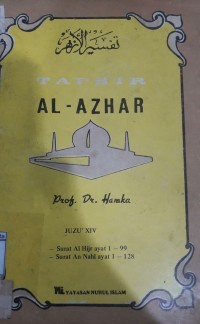 تفسير الأزهر
TAFSIR
AL-AZHAR
Prof. Dr. Hamka
JUZU' XIV
— Surat Al Hijr ayat 1 – 99
— Surat An Nahl ayat 1 – 128
YAYASAN NURUL ISLAM